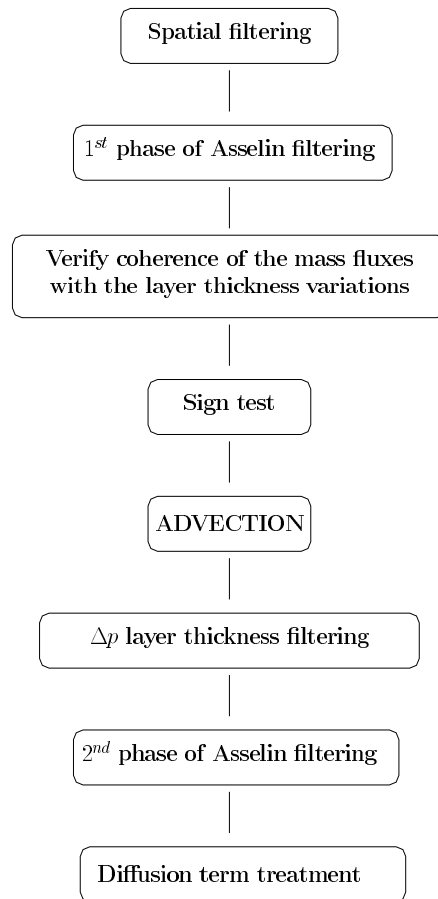 Spatial filtering
1st phase of Asselin filtering
Verify coherence of the mass fluxes
with the layer thickness variations
Sign test
ADVECTION
Δp layer thickness filtering
2nd phase of Asselin filtering
Diffusion term treatment